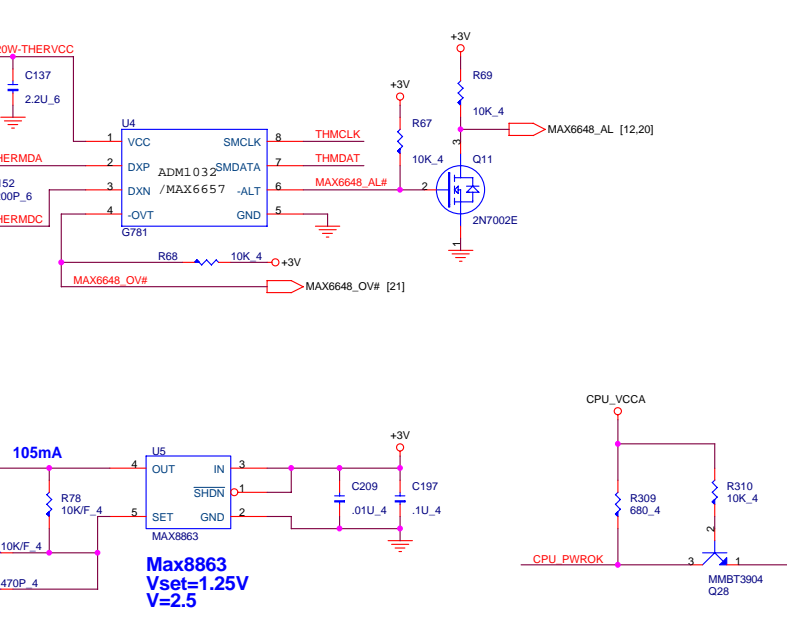 +3V
20W-THERVCC
C137
2.2U_6
R69
10K_4
+3V
MAX6648_AL [12,20]
U4
1 VCC SMCLK 8 THMCLK
R67
3
HERMDA 2 DXP SMDATA 7 THMDAT
10K_4 Q11
ADM1032
/MAX6657
152
00P_6
3 DXN -ALT 6 MAX6648_AL# 2
HERMDC 4 -OVT GND 5
G781
2N7002E
1
R68 10K_4 +3V
MAX6648_OV#
MAX6648_OV# [21]
CPU_VCCA
+3V
105mA
U5
4 OUT IN 3
R78
10K/F_4
SHDN 1
C209
.01U_4
C197
.1U_4
R309
680_4
R310
10K_4
5 SET GND 2
MAX8863
2
10K/F_4
CPU_PWROK 3 1
Max8863
Vset=1.25V
V=2.5
470P_4
MMBT3904
Q28